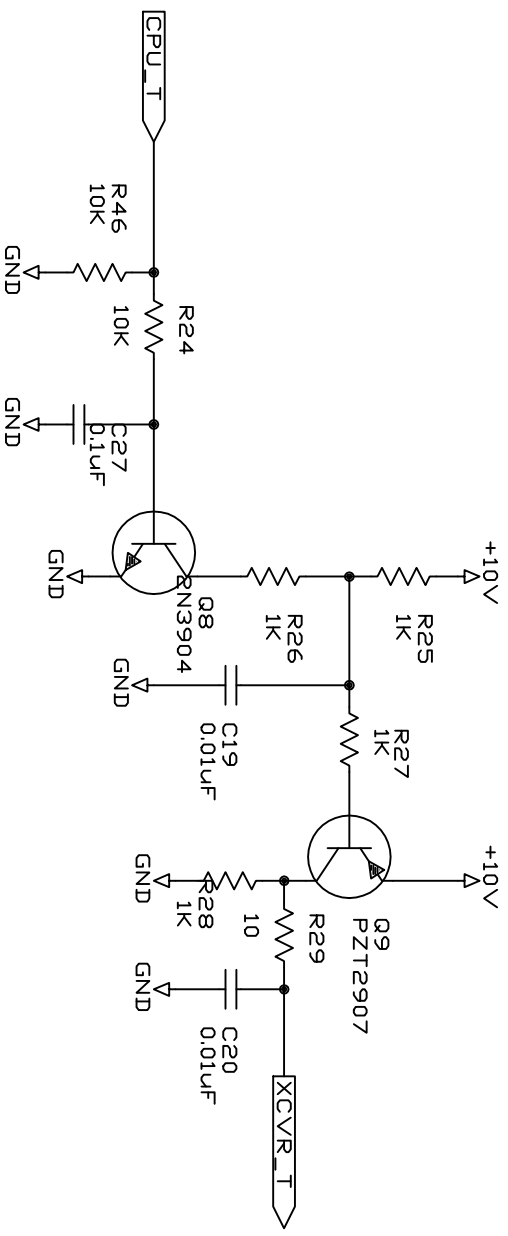 CPU_T
R46
10K
GND
R24
10K
C27
0.1uF
GND
Q8
2N3904
GND
+10V
R25
1K
R26
1K
C19
0.01uF
GND
R27
1K
+10V
Q9
PZT2907
R28
1K
GND
R29
10
C20
0.01uF
GND
XCVR_T